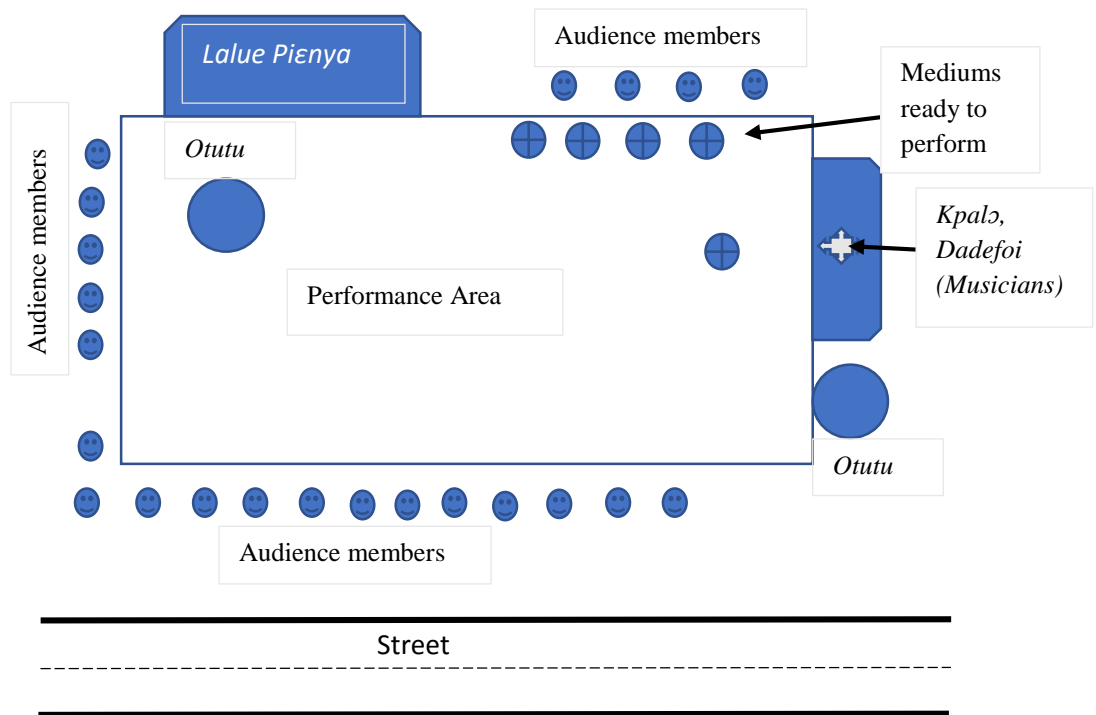 Lalue Piɛnya
Audience members
Mediums
ready to
perform
Otutu
Audience members
Kpalɔ,
Dadefoi
(Musicians)
Performance Area
Otutu
Audience members
Street